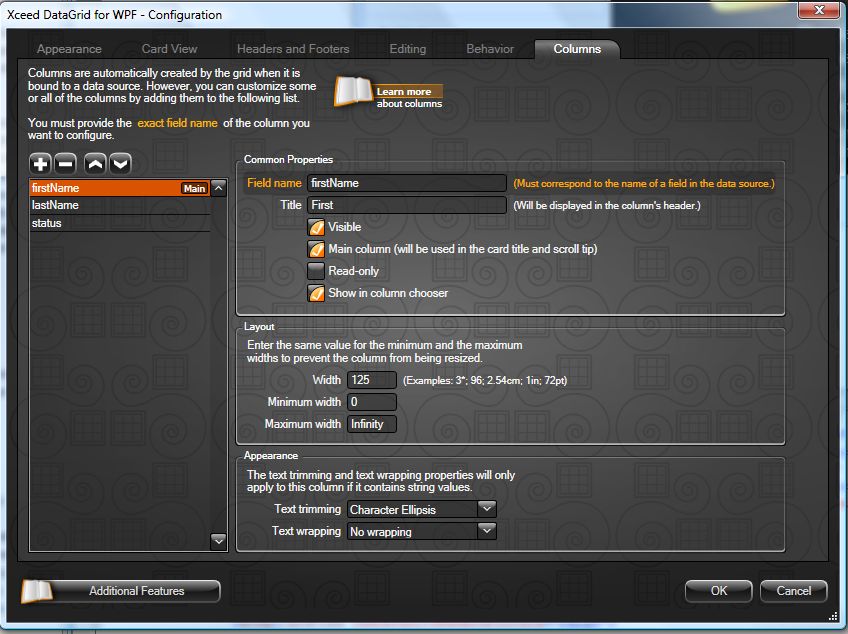 Xceed DataGrid for WPF - Configuration
Appearance Card View Headers and Footers Editing Behavior Columns
Columns are automatically created by the grid when it is
bound to a data source. However, you can customize some
or all of the columns by adding them to the following list.
Learn more
about columns
You must provide the exact field name of the column you
want to configure.
firstName Main
lastName
status
Common Properties
Field name firstName (Must correspond to the name of a field in the data source.)
Title First (Will be displayed in the column's header.)
Visible
Main column (will be used in the card title and scroll tip)
Read-only
Show in column chooser
Layout
Enter the same value for the minimum and the maximum
widths to prevent the column from being resized.
Width 125 (Examples: 3*; 96; 2.54cm; 1in; 72pt)
Minimum width 0
Maximum width Infinity
Appearance
The text trimming and text wrapping properties will only
apply to this column if it contains string values.
Text trimming Character Ellipsis
Text wrapping No wrapping
Additional Features OK Cancel